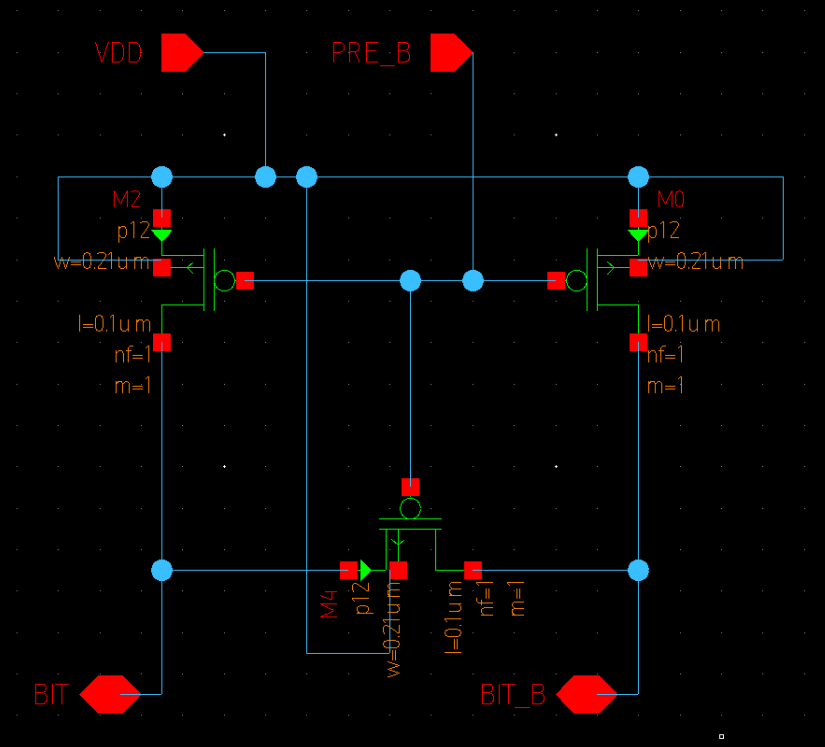 VDD
PRE_B
M2
M0
p12
p12
w=0.21um
w=0.21um
l=0.1um
l=0.1um
nf=1
nf=1
m=1
m=1
M4
p12
w=0.21um
l=0.1um
nf=1
m=1
BIT
BIT_B